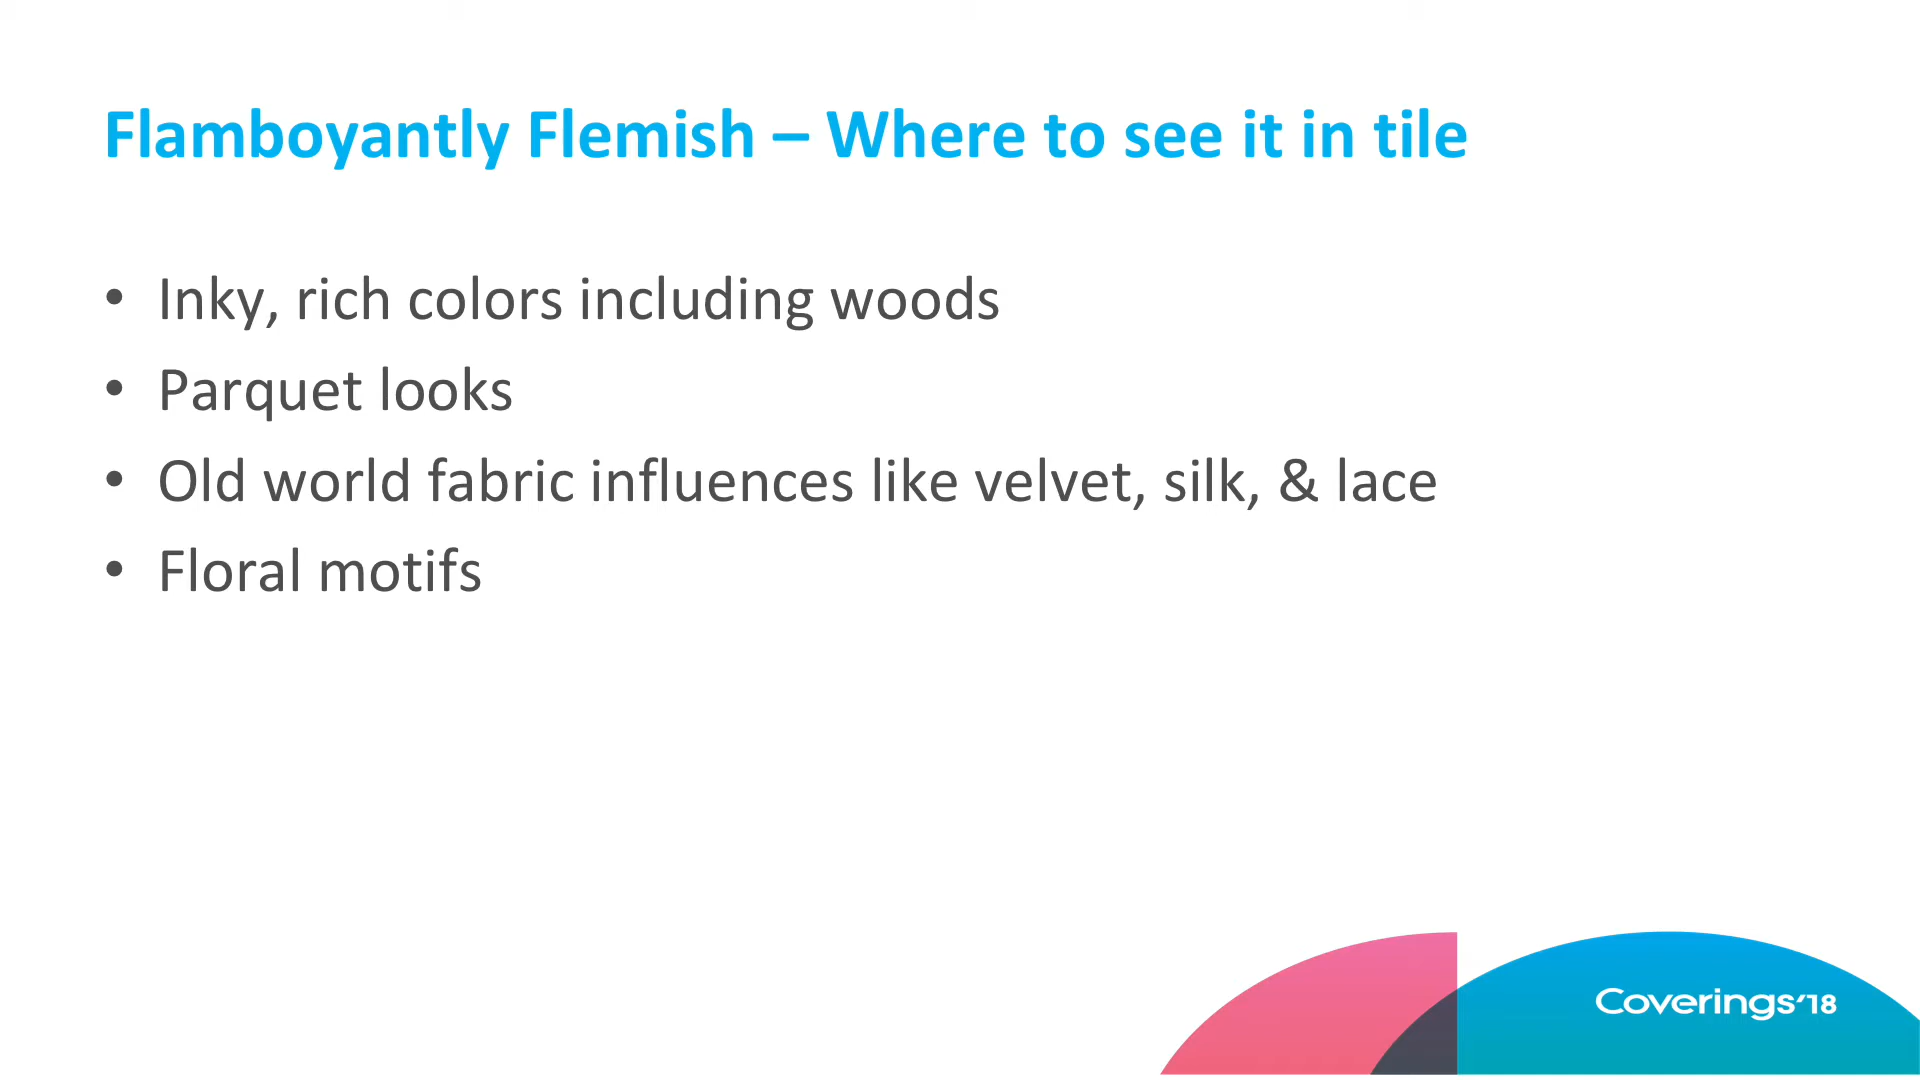 Flamboyantly Flemish – Where to see it in tile
• Inky, rich colors including woods
• Parquet looks
• Old world fabric influences like velvet, silk, & lace
• Floral motifs
Coverings'18